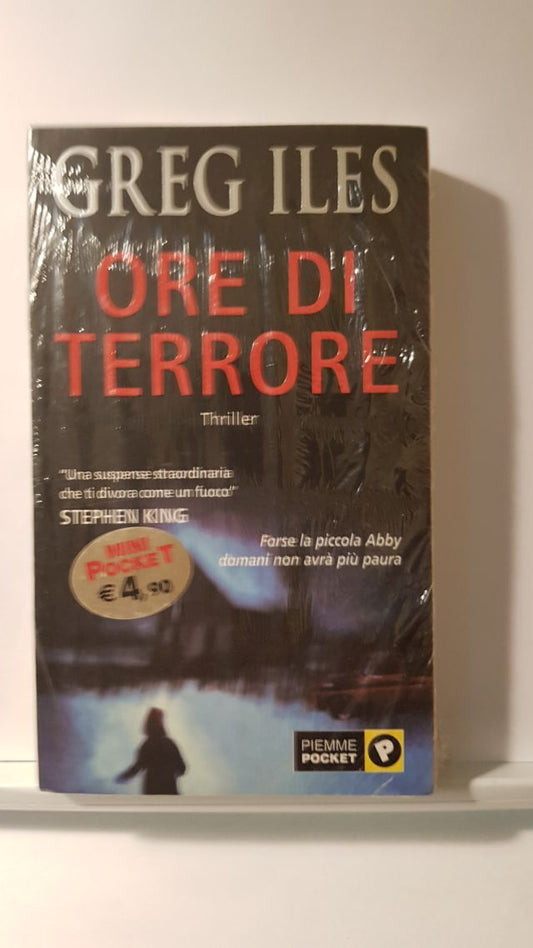 GREG ILES
ORE DI
TERRORE
Thriller
"Una suspense straordinaria
che ti divora come un fuoco."
STEPHEN KING
MINI
POCKET
€ 4,90
Forse la piccola Abby
domani non avrà più paura
PIEMME
POCKET
P